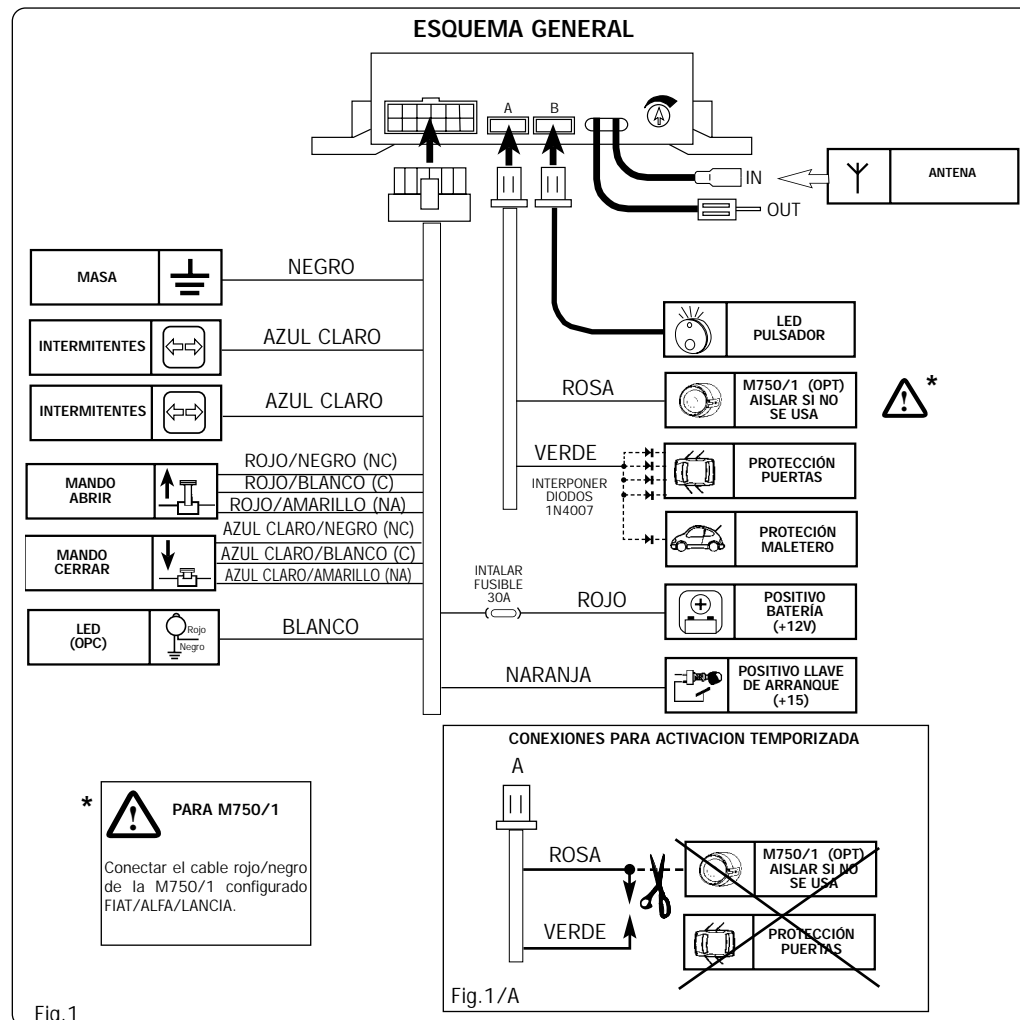 ESQUEMA GENERAL
A
B
IN
OUT
ANTENA
MASA
NEGRO
INTERMITENTES
AZUL CLARO
INTERMITENTES
AZUL CLARO
MANDO
ABRIR
ROJO/NEGRO (NC)
ROJO/BLANCO (C)
ROJO/AMARILLO (NA)
MANDO
CERRAR
AZUL CLARO/NEGRO (NC)
AZUL CLARO/BLANCO (C)
AZUL CLARO/AMARILLO (NA)
LED
(OPC)
Rojo
Negro
BLANCO
LED
PULSADOR
ROSA
M750/1 (OPT)
AISLAR SI NO
SE USA
*
VERDE
INTERPONER
DIODOS
1N4007
PROTECCIÓN
PUERTAS
PROTECIÓN
MALETERO
INTALAR
FUSIBLE
30A
ROJO
POSITIVO
BATERÍA
(+12V)
NARANJA
POSITIVO LLAVE
DE ARRANQUE
(+15)
* PARA M750/1
Conectar el cable rojo/negro
de la M750/1 configurado
FIAT/ALFA/LANCIA.
CONEXIONES PARA ACTIVACION TEMPORIZADA
A
ROSA
M750/1 (OPT)
AISLAR SI NO
SE USA
VERDE
PROTECCIÓN
PUERTAS
Fig.1/A
Fig.1